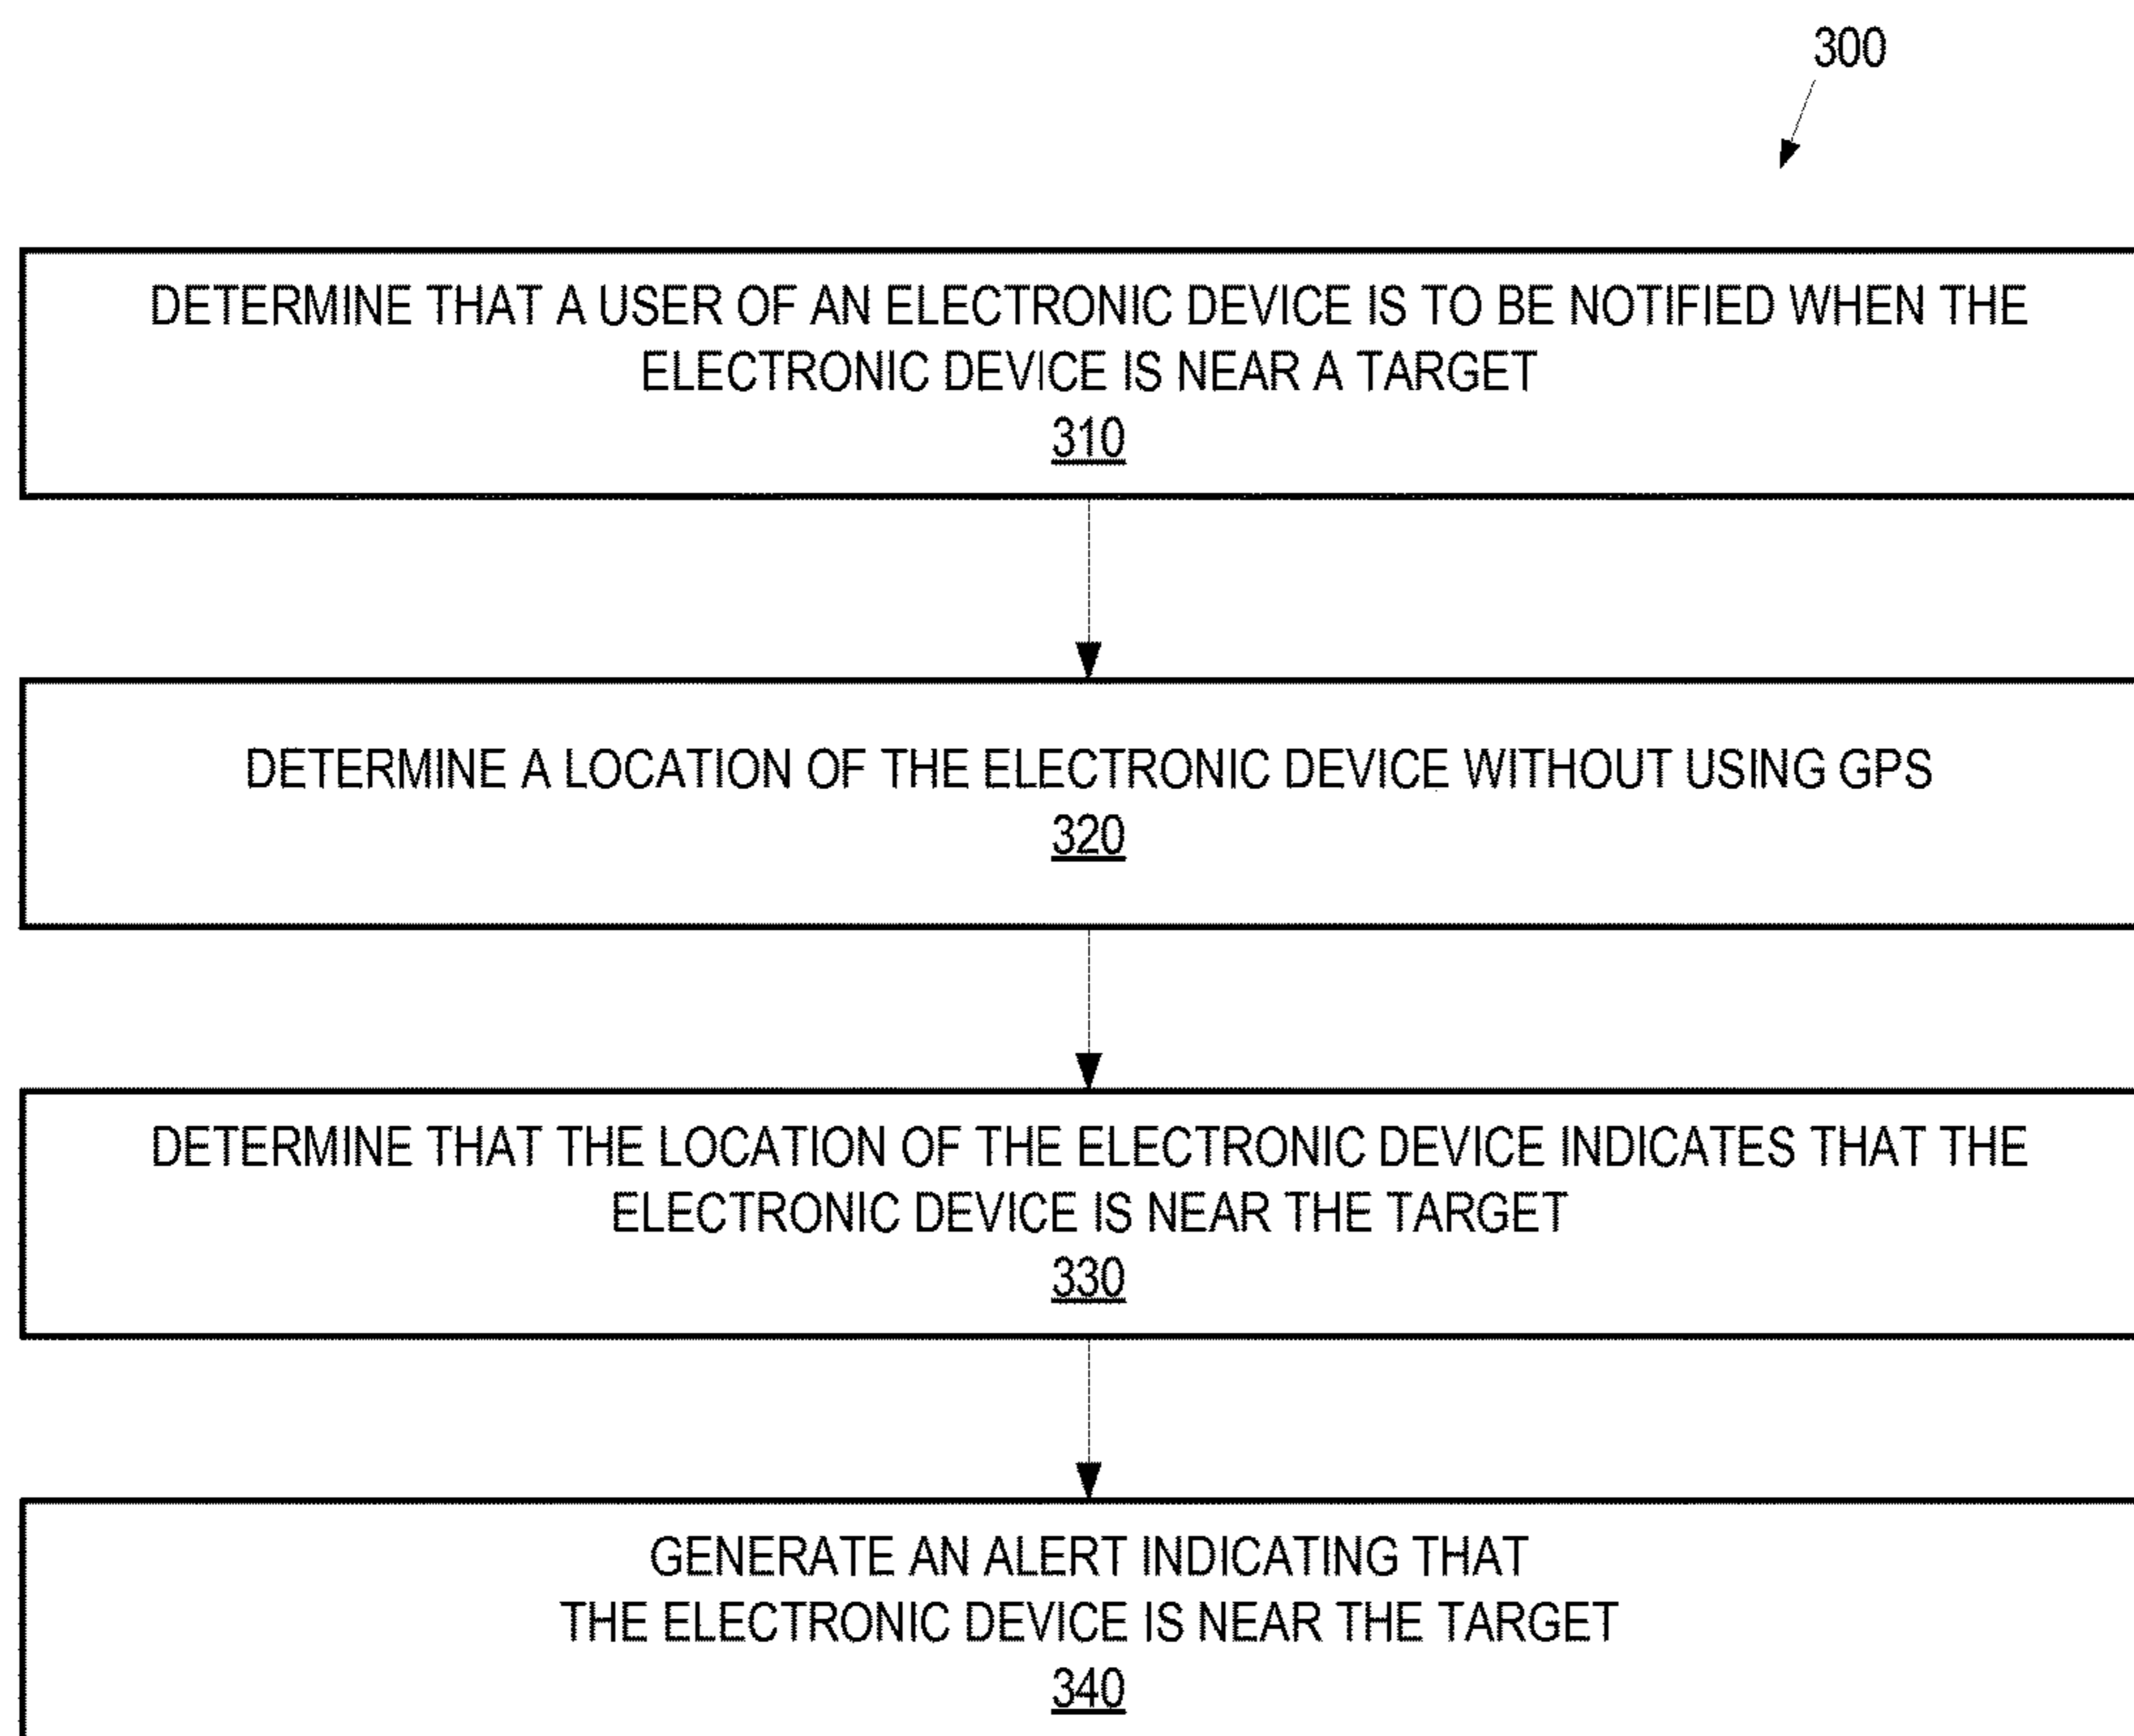 300
DETERMINE THAT A USER OF AN ELECTRONIC DEVICE IS TO BE NOTIFIED WHEN THE
ELECTRONIC DEVICE IS NEAR A TARGET
310
DETERMINE A LOCATION OF THE ELECTRONIC DEVICE WITHOUT USING GPS
320
DETERMINE THAT THE LOCATION OF THE ELECTRONIC DEVICE INDICATES THAT THE
ELECTRONIC DEVICE IS NEAR THE TARGET
330
GENERATE AN ALERT INDICATING THAT
THE ELECTRONIC DEVICE IS NEAR THE TARGET
340